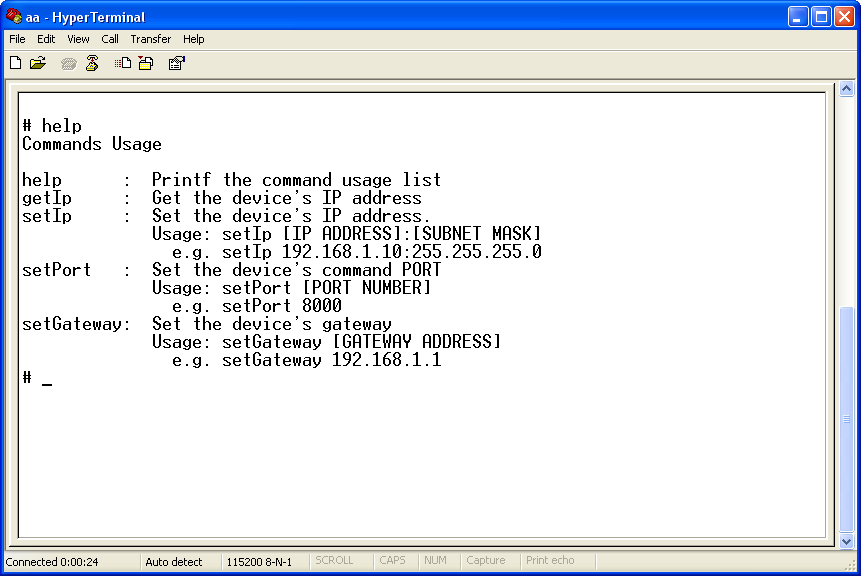 aa - HyperTerminal
File Edit View Call Transfer Help
# help
Commands Usage
help : Printf the command usage list
getIp : Get the device's IP address
setIp : Set the device's IP address.
Usage: setIp [IP ADDRESS]:[SUBNET MASK]
e.g. setIp 192.168.1.10:255.255.255.0
setPort : Set the device's command PORT
Usage: setPort [PORT NUMBER]
e.g. setPort 8000
setGateway: Set the device's gateway
Usage: setGateway [GATEWAY ADDRESS]
e.g. setGateway 192.168.1.1
# _
Connected 0:00:24 Auto detect 115200 8-N-1 SCROLL CAPS NUM Capture Print echo